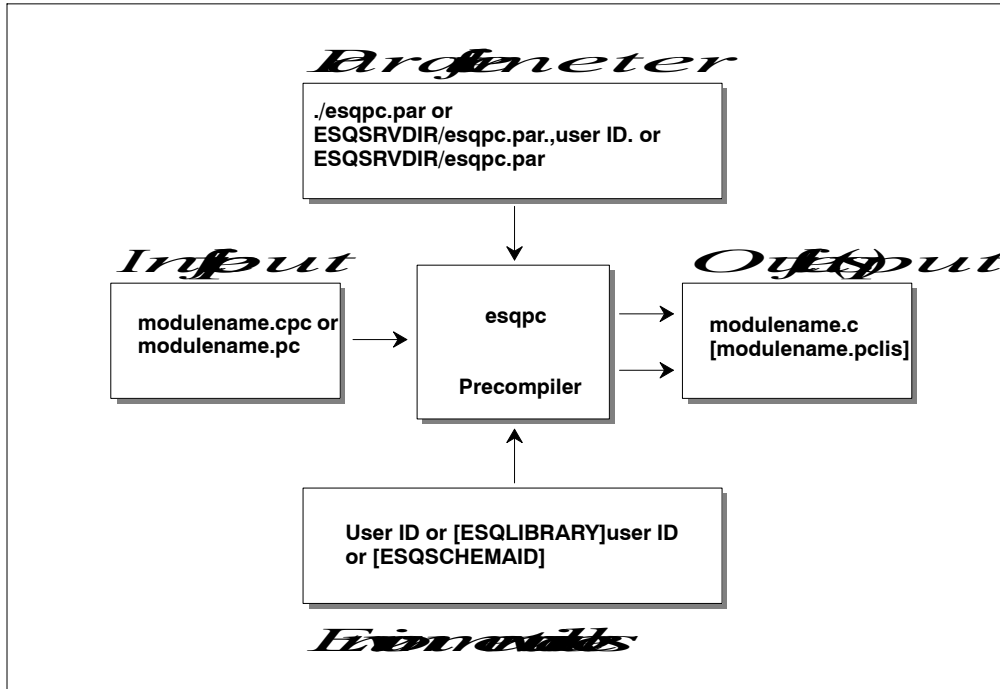 ./esqpc.par or
ESQSRVDIR/esqpc.par.,user ID. or
ESQSRVDIR/esqpc.par
modulename.cpc or
modulename.pc
esqpc
Precompiler
modulename.c
[modulename.pclis]
User ID or [ESQLIBRARY]user ID
or [ESQSCHEMAID]